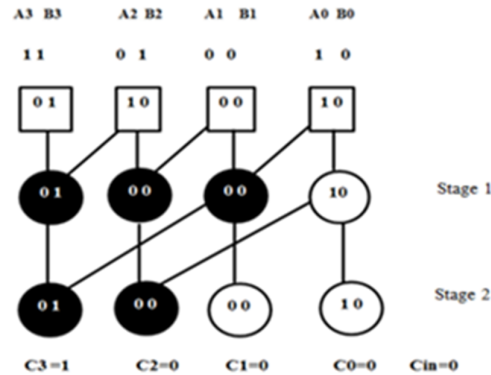 A3 B3 A2 B2 A1 B1 A0 B0
1 1 0 1 0 0 1 0
0 1 1 0 0 0 1 0
0 1 0 0 0 0 10 Stage 1
0 1 0 0 0 0 1 0 Stage 2
C3=1 C2=0 C1=0 C0=0 Cin=0